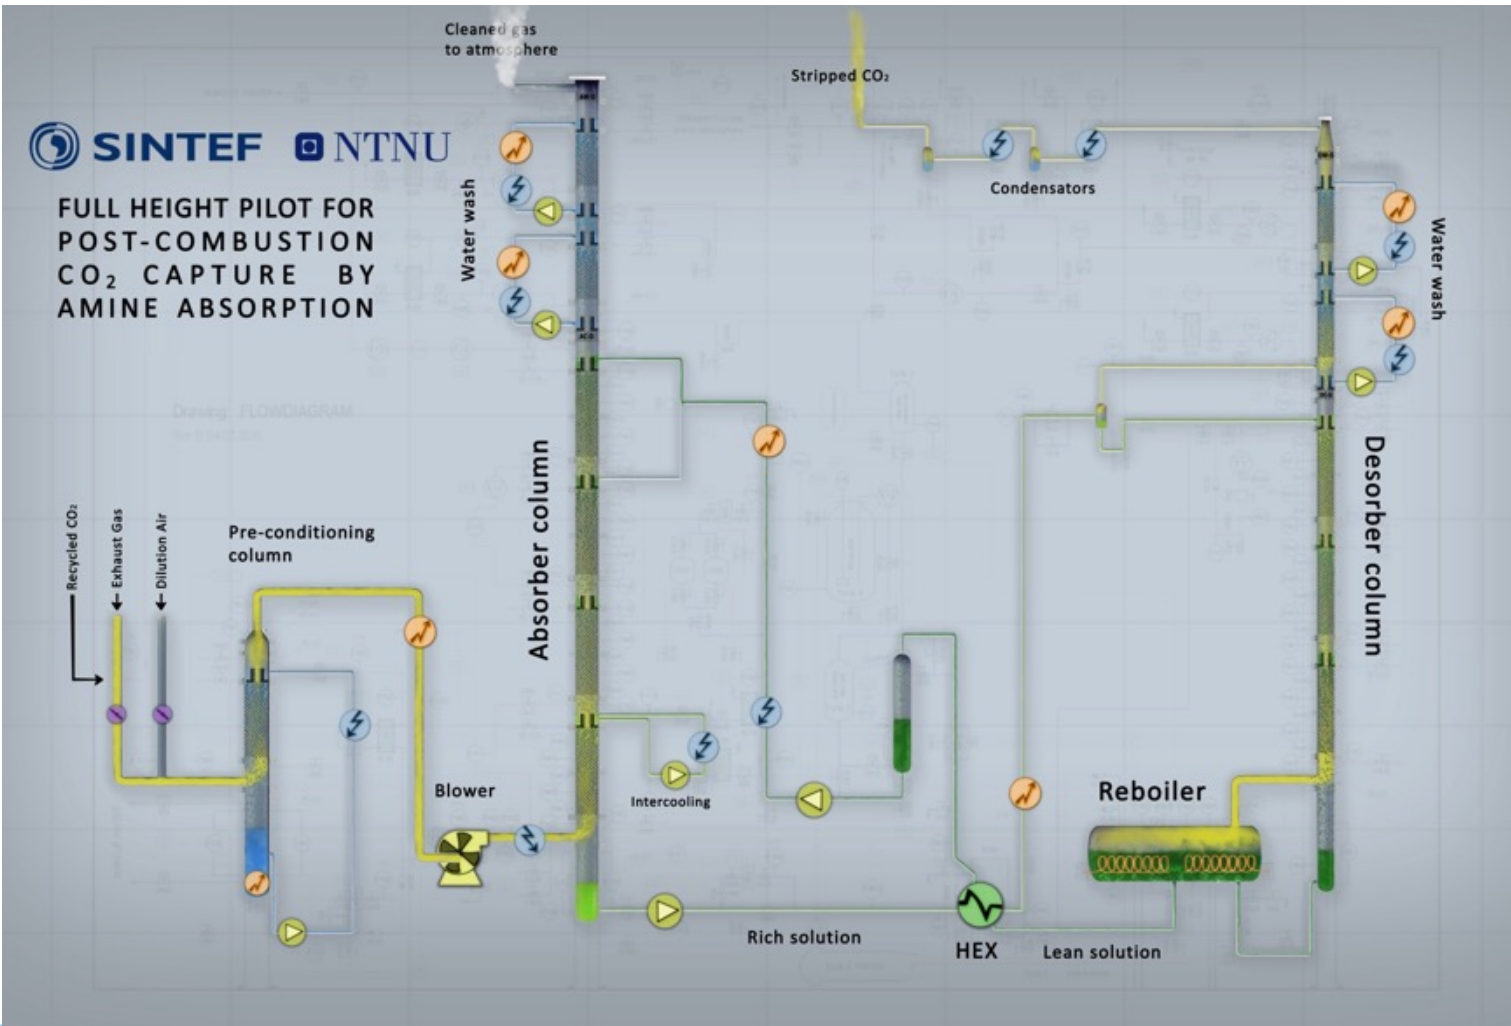 Cleaned gas
to atmosphere
Stripped CO₂
SINTEF
NTNU
FULL HEIGHT PILOT FOR
POST-COMBUSTION
CO₂ CAPTURE BY
AMINE ABSORPTION
Water wash
Condensators
Water wash
Drawing: FLOWDIAGRAM
Absorber column
Desorber column
Recycled CO₂
Exhaust Gas
Dilution Air
Pre-conditioning
column
Blower
Intercooling
Reboiler
Rich solution
HEX
Lean solution